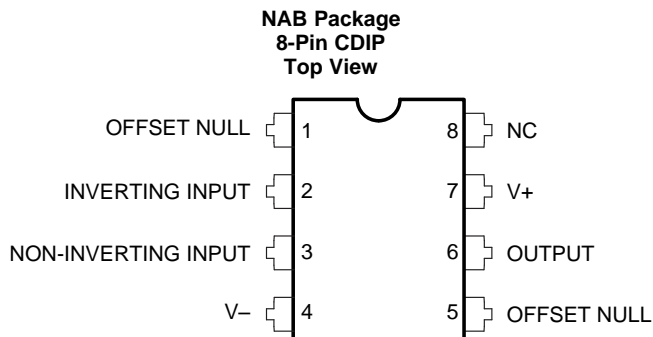 NAB Package
8-Pin CDIP
Top View
OFFSET NULL 1 8 NC
INVERTING INPUT 2 7 V+
NON-INVERTING INPUT 3 6 OUTPUT
V– 4 5 OFFSET NULL